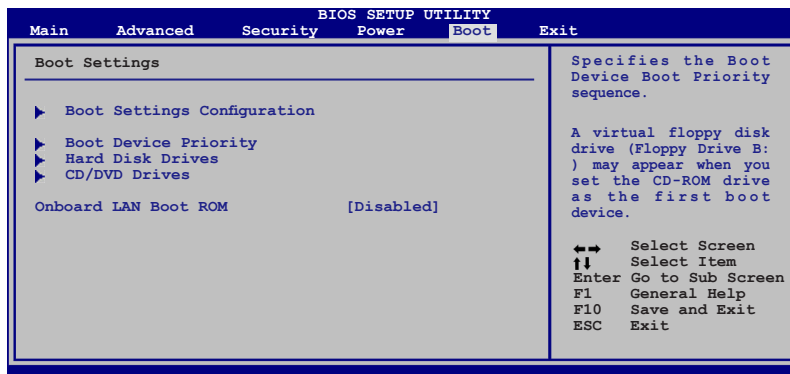 BIOS SETUP UTILITY
Main Advanced Security Power Boot Exit
Boot Settings
Boot Settings Configuration
Boot Device Priority
Hard Disk Drives
CD/DVD Drives
Onboard LAN Boot ROM [Disabled]
Specifies the Boot
Device Boot Priority
sequence.
A virtual floppy disk
drive (Floppy Drive B:
) may appear when you
set the CD-ROM drive
as the first boot
device.
←→ Select Screen
↑↓ Select Item
Enter Go to Sub Screen
F1 General Help
F10 Save and Exit
ESC Exit